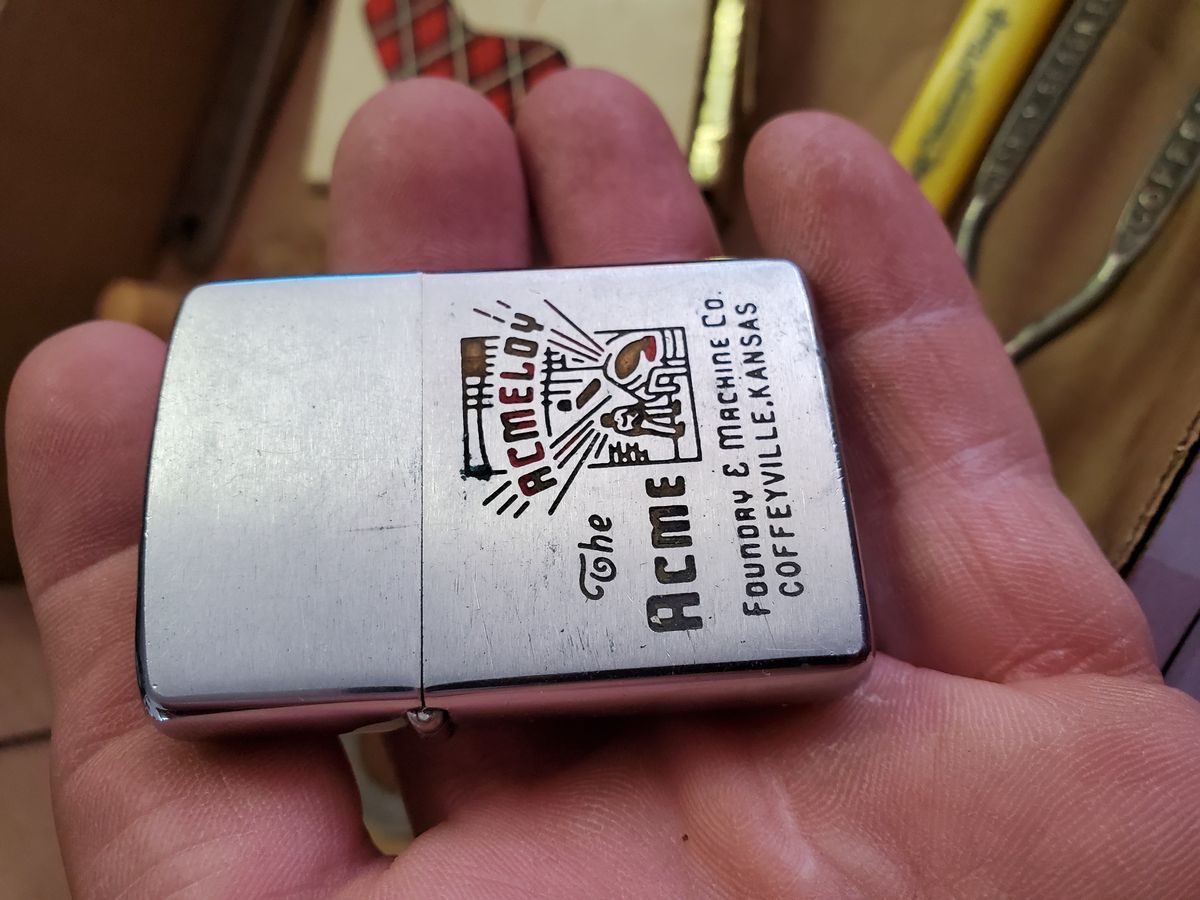 ACMELOY
The
ACME
FOUNDRY & MACHINE CO.
COFFEYVILLE, KANSAS